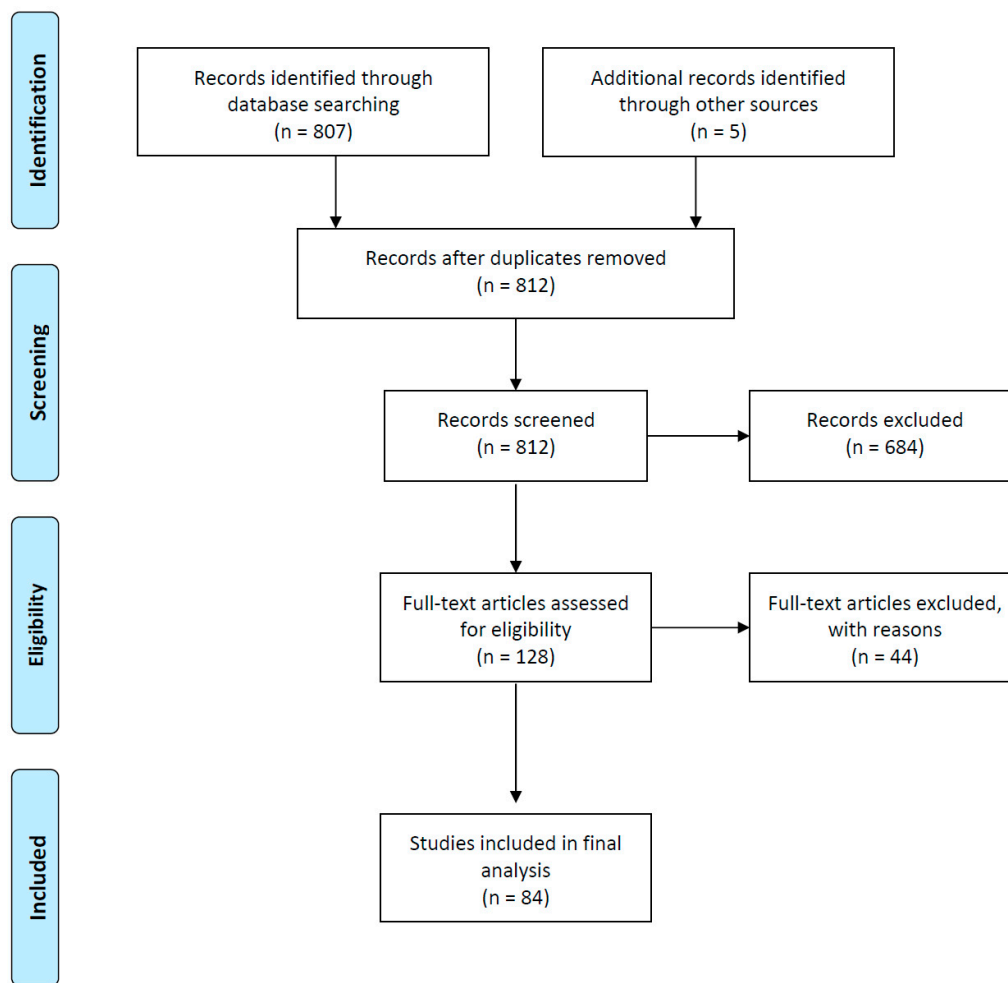 Identification
Records identified through
database searching
(n = 807)
Additional records identified
through other sources
(n = 5)
Records after duplicates removed
(n = 812)
Screening
Records screened
(n = 812)
Records excluded
(n = 684)
Eligibility
Full-text articles assessed
for eligibility
(n = 128)
Full-text articles excluded,
with reasons
(n = 44)
Included
Studies included in final
analysis
(n = 84)